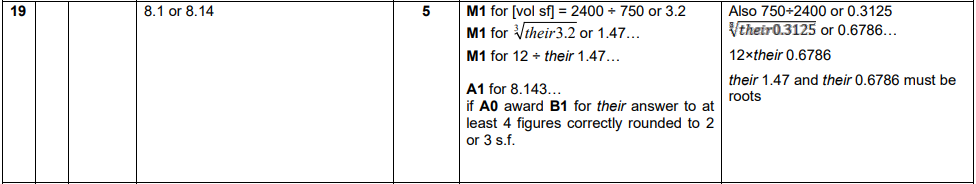 19
8.1 or 8.14
5
M1 for [vol sf] = 2400 ÷ 750 or 3.2
M1 for ∛their3.2 or 1.47…
M1 for 12 ÷ their 1.47…
A1 for 8.143…
if A0 award B1 for their answer to at
least 4 figures correctly rounded to 2
or 3 s.f.
Also 750÷2400 or 0.3125
∛their0.3125 or 0.6786…
12×their 0.6786
their 1.47 and their 0.6786 must be
roots